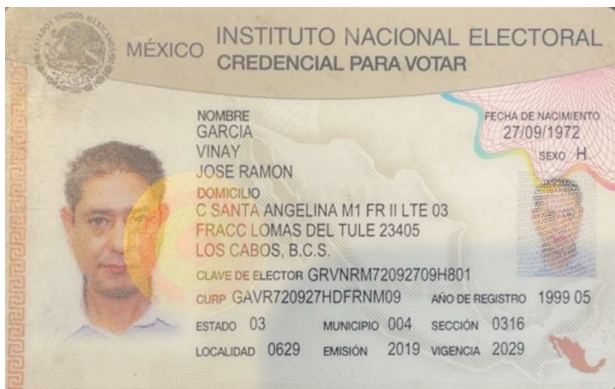 MÉXICO INSTITUTO NACIONAL ELECTORAL
CREDENCIAL PARA VOTAR
NOMBRE
GARCIA
VINAY
JOSE RAMON
FECHA DE NACIMIENTO
27/09/1972
SEXO H
DOMICILIO
C SANTA ANGELINA M1 FR II LTE 03
FRACC LOMAS DEL TULE 23405
LOS CABOS, B.C.S.
CLAVE DE ELECTOR GRVNRM72092709H801
CURP GAVR720927HDFRNM09 AÑO DE REGISTRO 1999 05
ESTADO 03 MUNICIPIO 004 SECCIÓN 0316
LOCALIDAD 0629 EMISIÓN 2019 VIGENCIA 2029